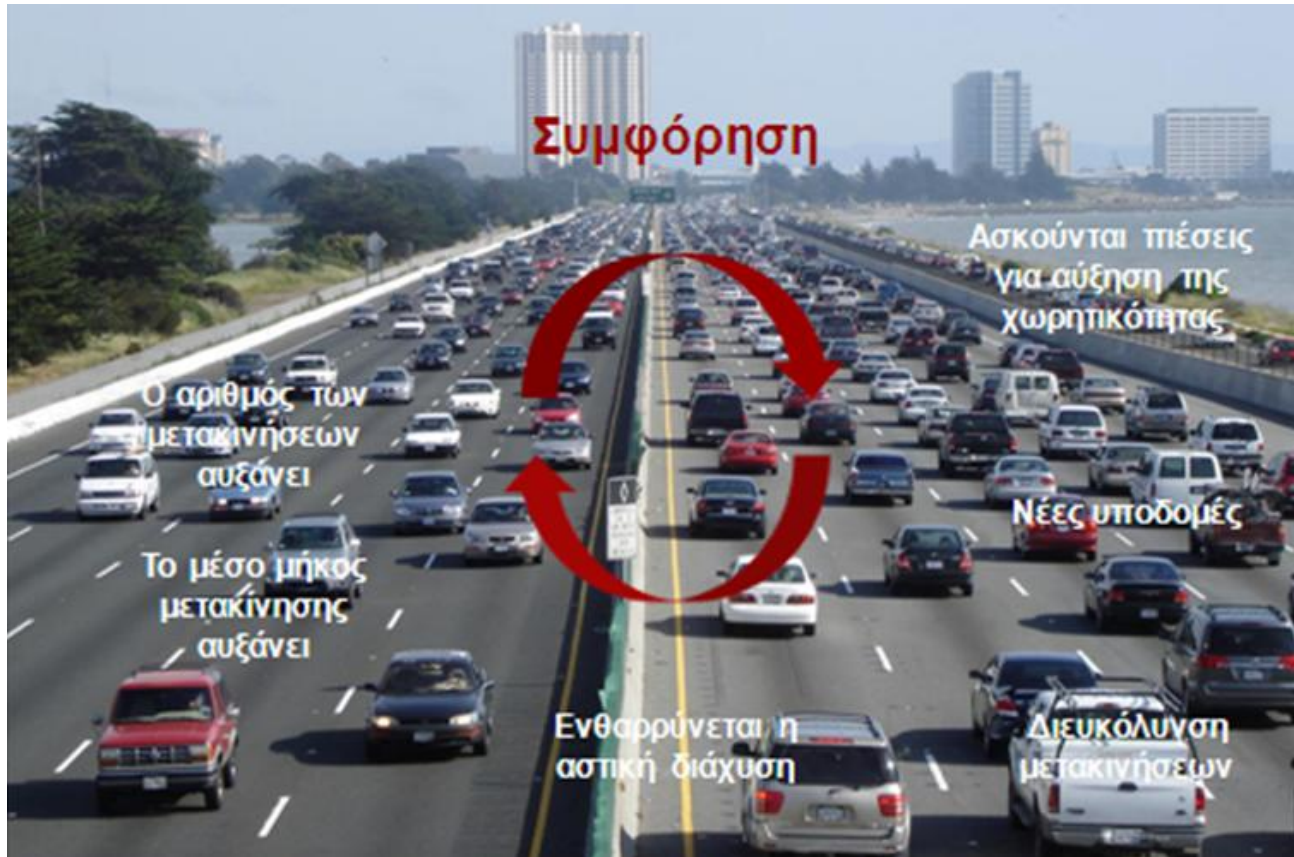 Συμφόρηση
Ασκούνται πιέσεις
για αύξηση της
χωρητικότητας
Νέες υποδομές
Διευκόλυνση
μετακινήσεων
Ενθαρρύνεται η
αστική διάχυση
Το μέσο μήκος
μετακίνησης
αυξάνει
Ο αριθμός των
μετακινήσεων
αυξάνει